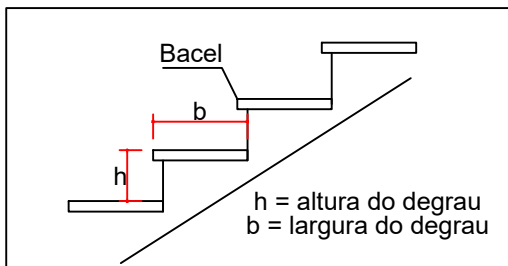 Bacel
b
h
h = altura do degrau
b = largura do degrau